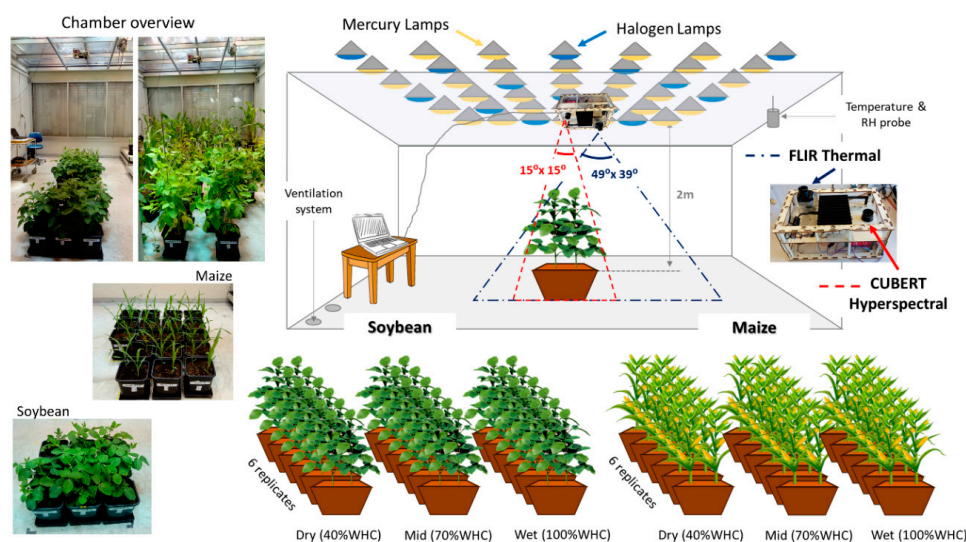 Chamber overview
Mercury Lamps
Halogen Lamps
Temperature &
RH probe
15°x 15°
49°x 39°
FLIR Thermal
Ventilation
system
2m
CUBERT
Hyperspectral
Maize
Soybean
Soybean
Maize
6 replicates
Dry (40%WHC)
Mid (70%WHC)
Wet (100%WHC)
6 replicates
Dry (40%WHC)
Mid (70%WHC)
Wet (100%WHC)